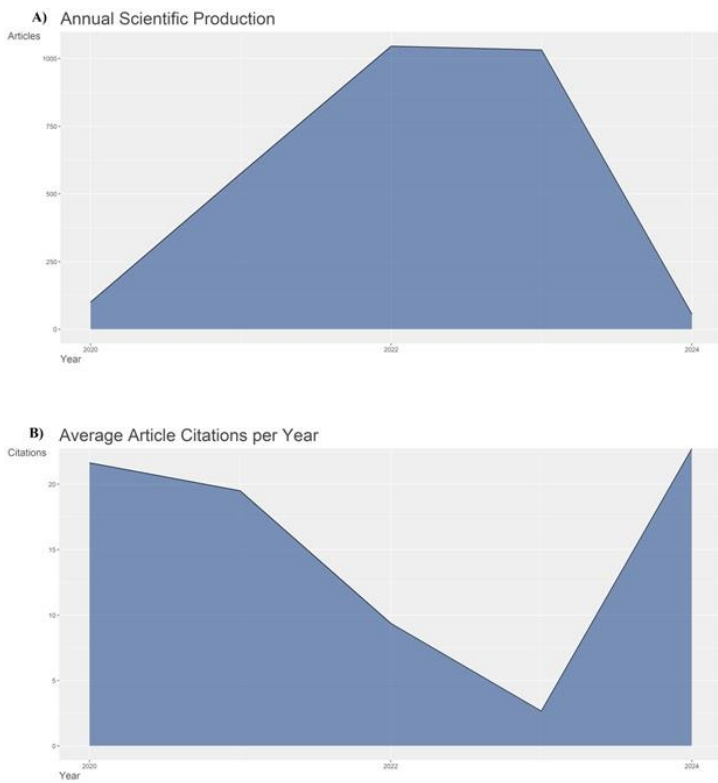 A) Annual Scientific Production
Articles
1000
750
500
250
0
2020 2022 2024
Year
B) Average Article Citations per Year
Citations
20
15
10
5
0
2020 2022 2024
Year